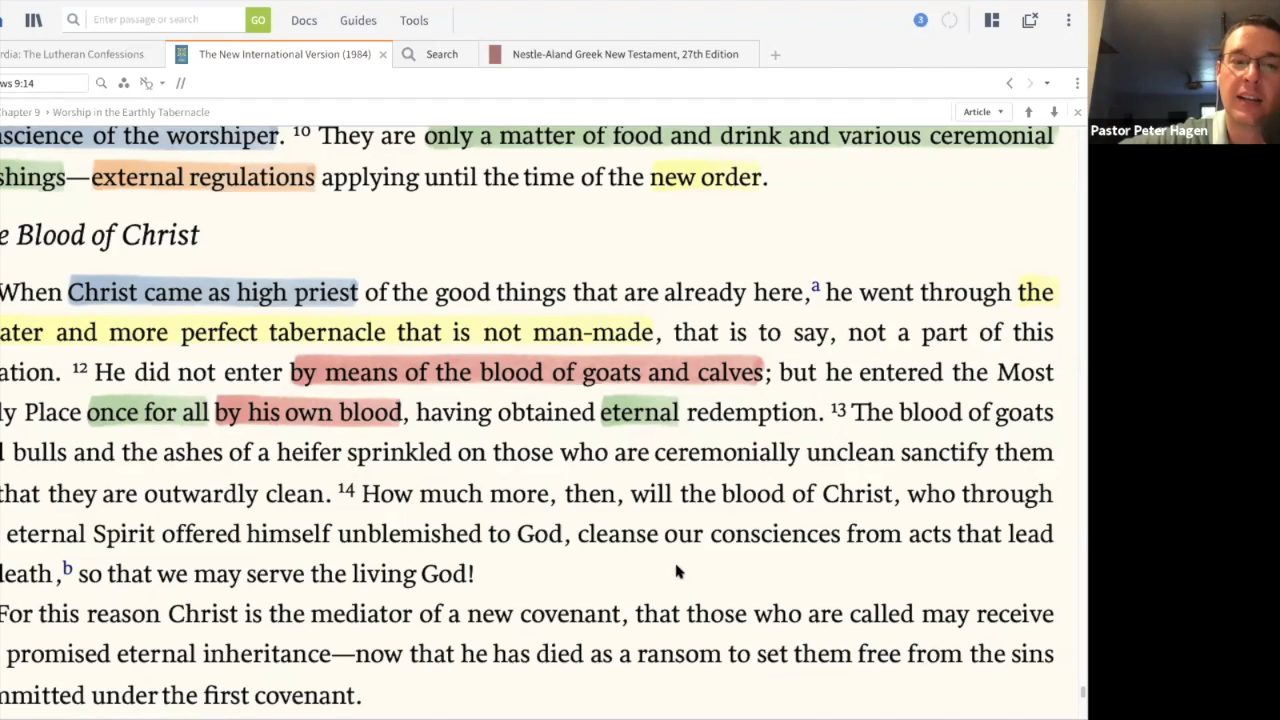 Enter passage or search GO Docs Guides Tools 3
rdia: The Lutheran Confessions The New International Version (1984) × Search Nestle-Aland Greek New Testament, 27th Edition +
ws 9:14
Chapter 9 › Worship in the Earthly Tabernacle Article
Pastor Peter Hagen
nscience of the worshiper. 10 They are only a matter of food and drink and various ceremonial
shings—external regulations applying until the time of the new order.
e Blood of Christ
When Christ came as high priest of the good things that are already here,a he went through the
ater and more perfect tabernacle that is not man-made, that is to say, not a part of this
ation. 12 He did not enter by means of the blood of goats and calves; but he entered the Most
ly Place once for all by his own blood, having obtained eternal redemption. 13 The blood of goats
l bulls and the ashes of a heifer sprinkled on those who are ceremonially unclean sanctify them
that they are outwardly clean. 14 How much more, then, will the blood of Christ, who through
eternal Spirit offered himself unblemished to God, cleanse our consciences from acts that lead
leath,b so that we may serve the living God!
For this reason Christ is the mediator of a new covenant, that those who are called may receive
promised eternal inheritance—now that he has died as a ransom to set them free from the sins
mmitted under the first covenant.